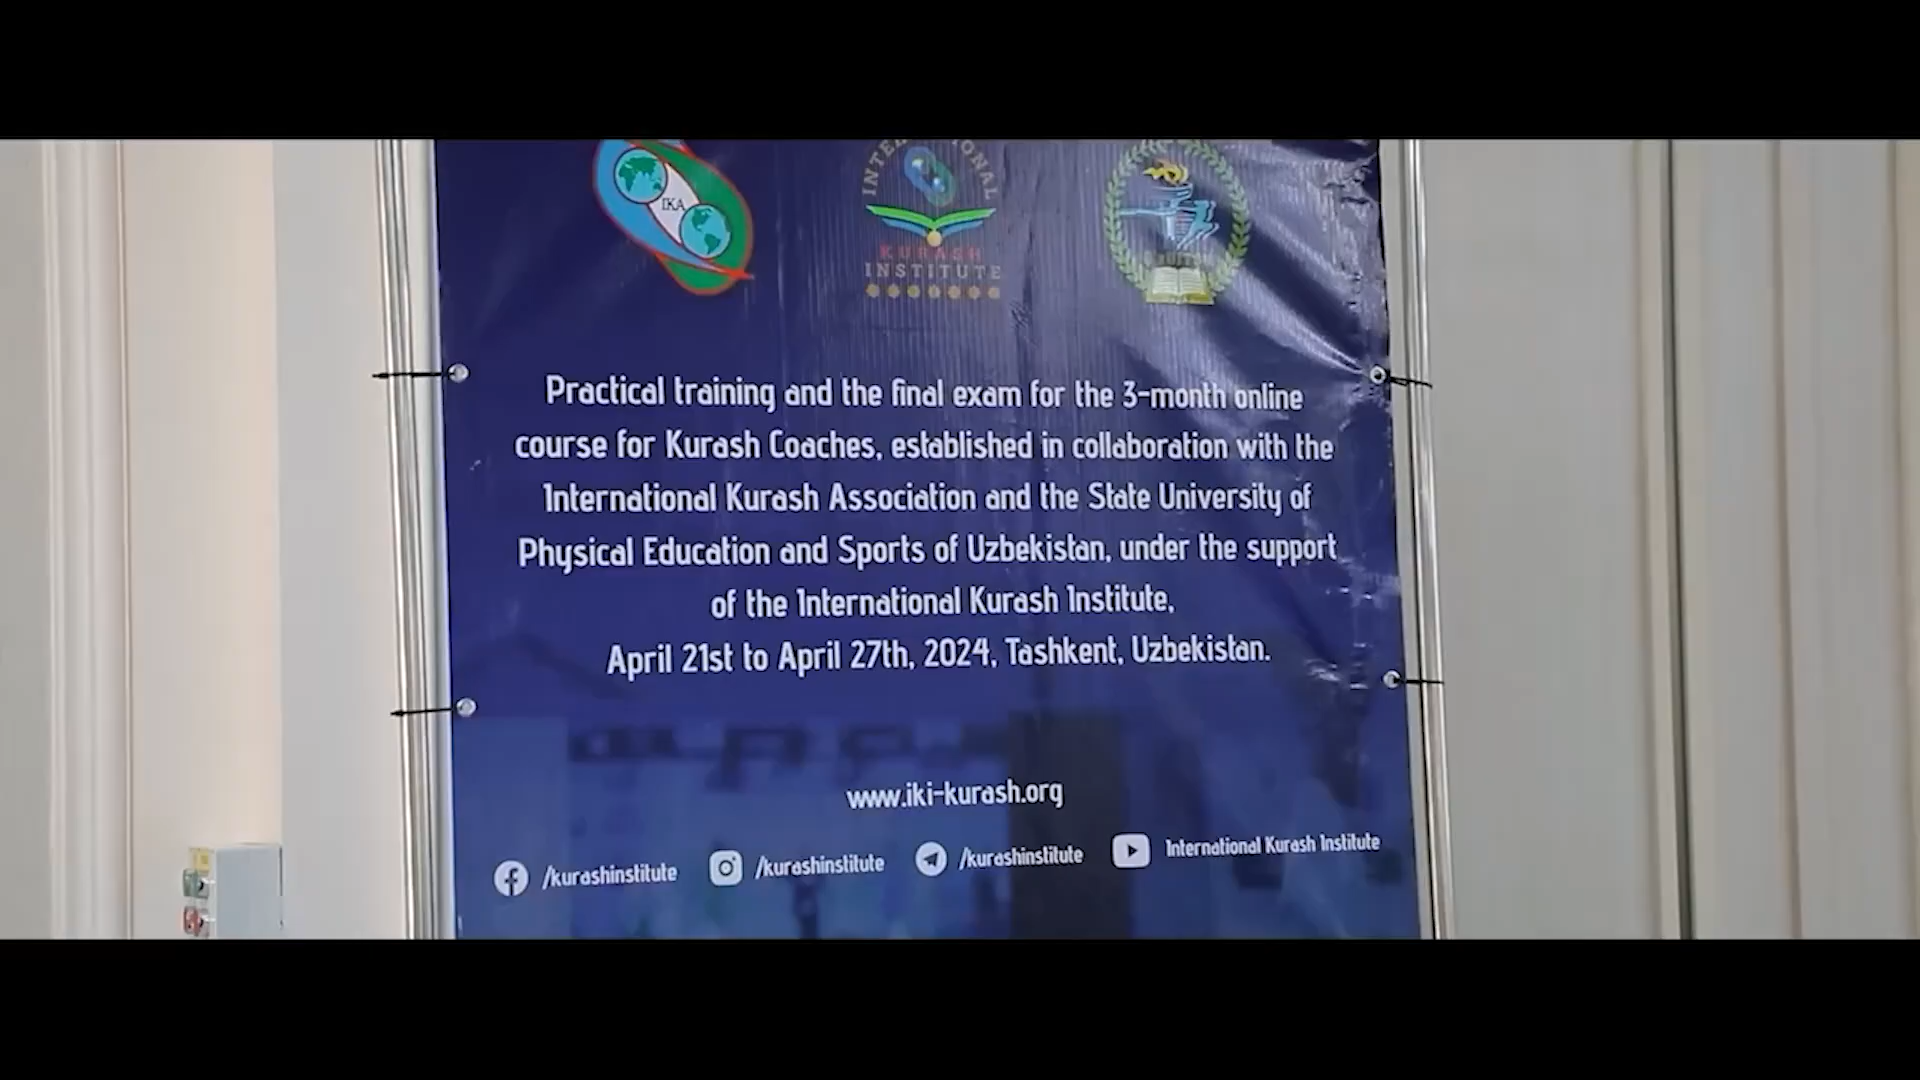 IKA
INTERNATIONAL
KURASH
INSTITUTE
Practical training and the final exam for the 3-month online
course for Kurash Coaches, established in collaboration with the
International Kurash Association and the State University of
Physical Education and Sports of Uzbekistan, under the support
of the International Kurash Institute,
April 21st to April 27th, 2024, Tashkent, Uzbekistan.
www.iki-kurash.org
/kurashinstitute /kurashinstitute /kurashinstitute International Kurash Institute